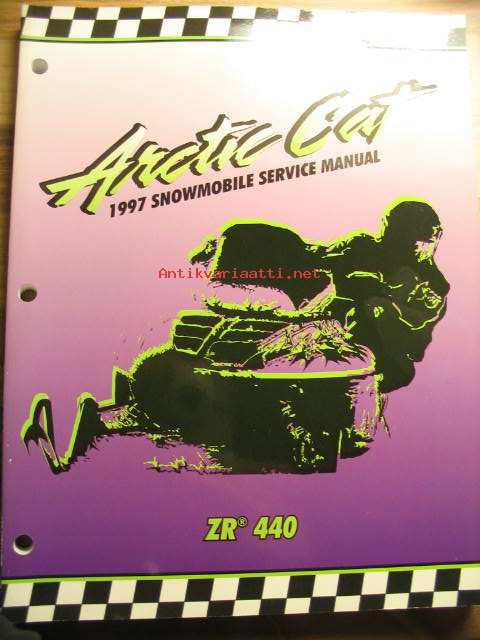 Arctic Cat
1997 SNOWMOBILE SERVICE MANUAL
Antikvariaatti.net
ZR® 440